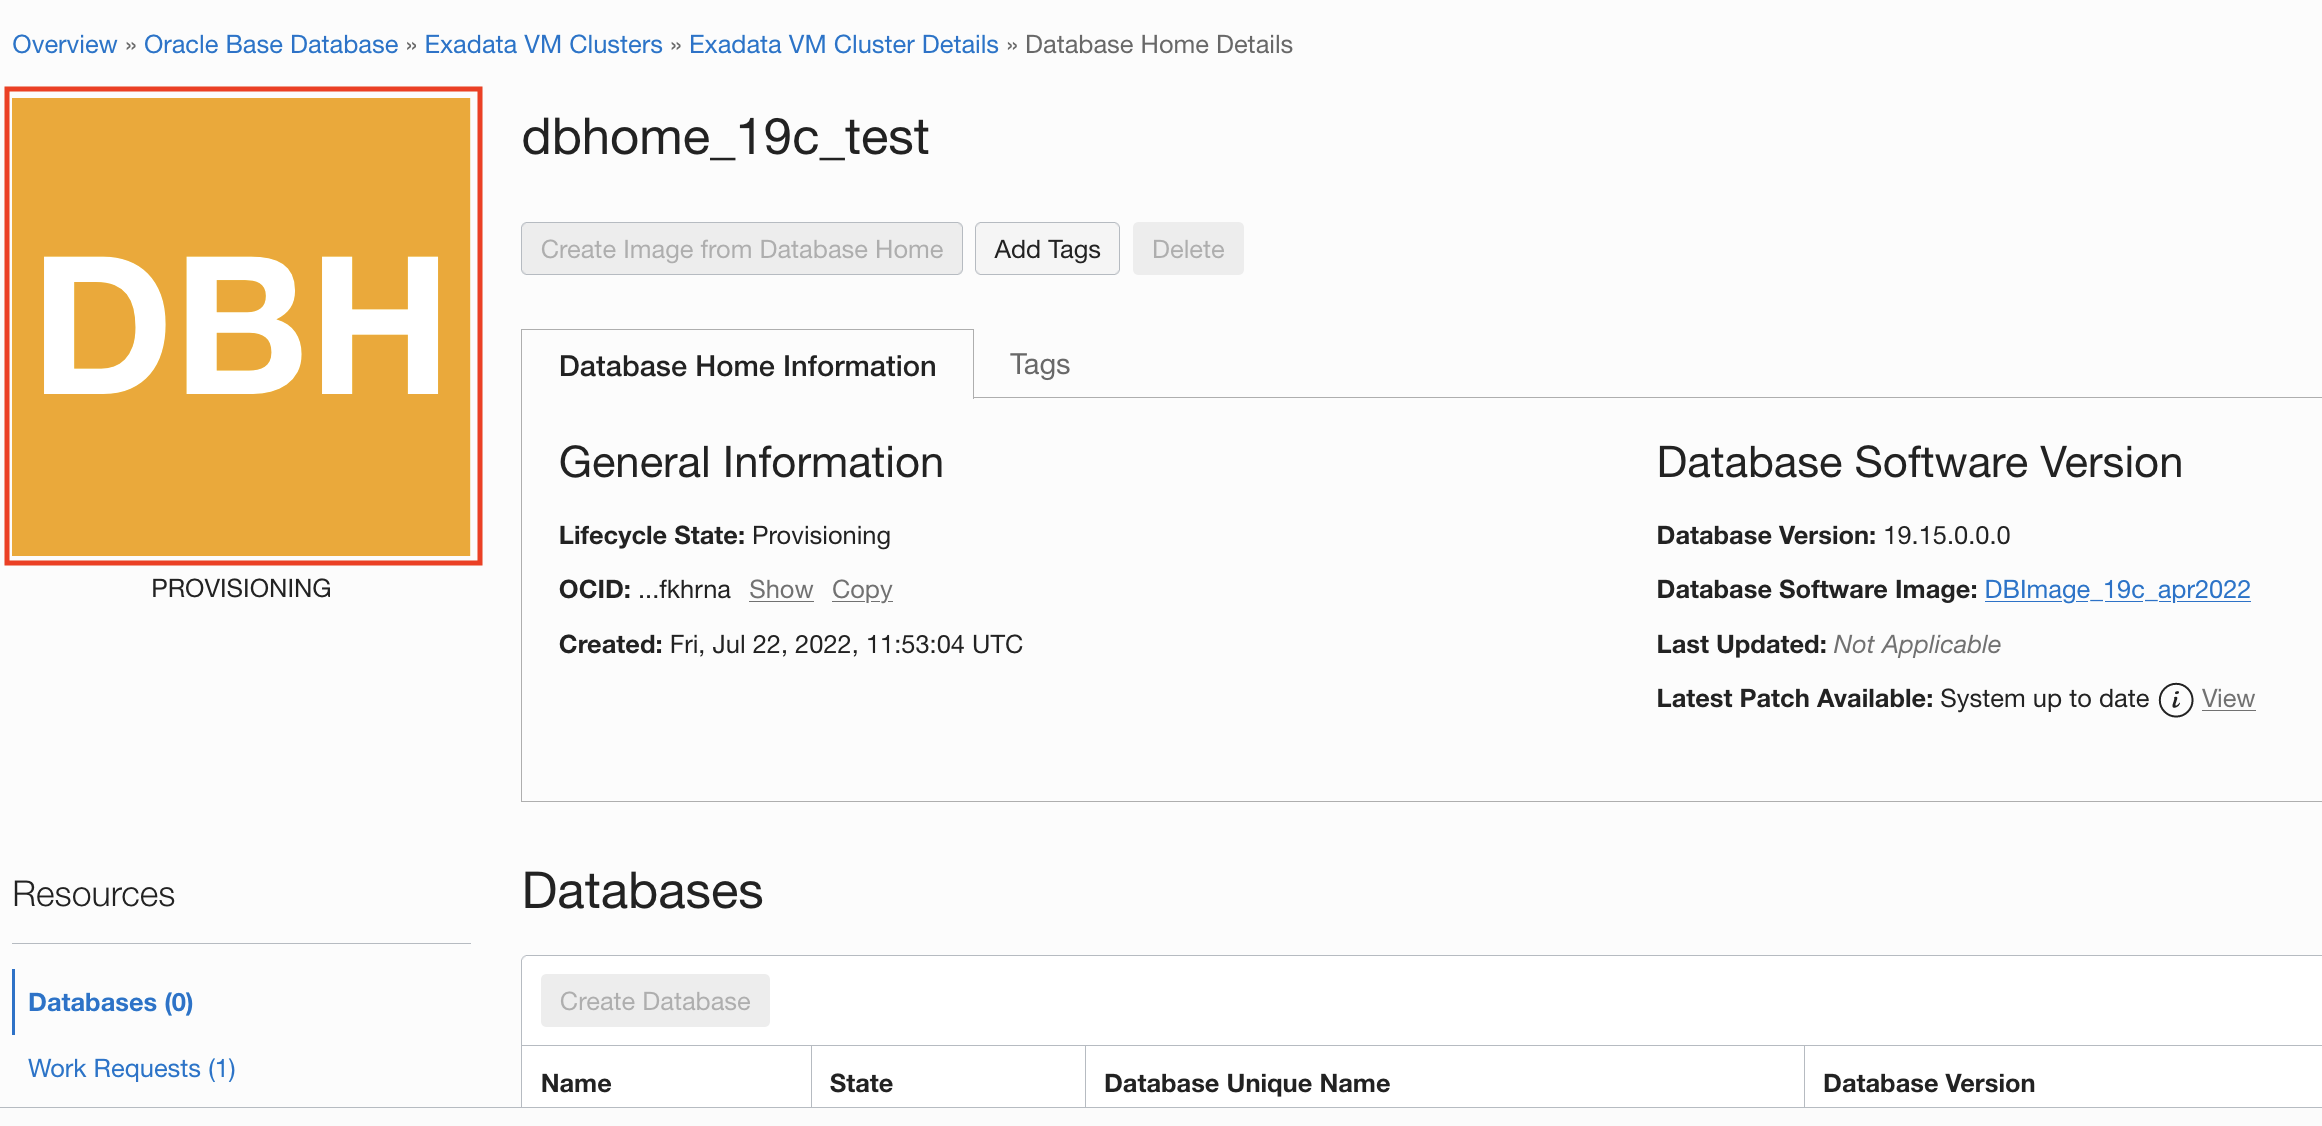 Overview » Oracle Base Database » Exadata VM Clusters » Exadata VM Cluster Details » Database Home Details
DBH
PROVISIONING
dbhome_19c_test
Create Image from Database Home Add Tags Delete
Database Home Information Tags
General Information
Lifecycle State: Provisioning
OCID: ...fkhrna Show Copy
Created: Fri, Jul 22, 2022, 11:53:04 UTC
Database Software Version
Database Version: 19.15.0.0.0
Database Software Image: DBImage_19c_apr2022
Last Updated: Not Applicable
Latest Patch Available: System up to date i View
Resources
Databases (0)
Work Requests (1)
Databases
Create Database
Name State Database Unique Name Database Version